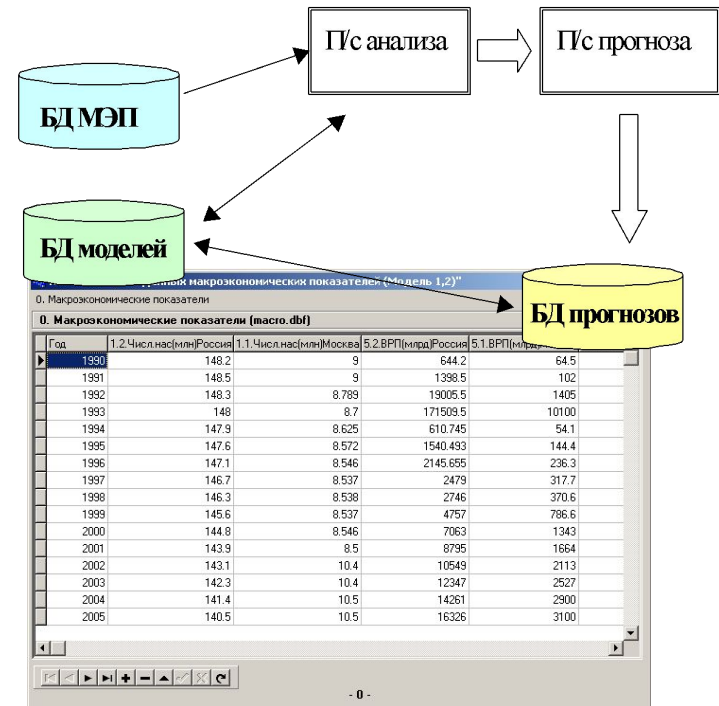 П/с анализа
П/с прогноза
БД МЭП
БД моделей
БД прогнозов
макроэкономических показателей (Модель 1,2)"
0. Макроэкономические показатели
0. Макроэкономические показатели (macro.dbf)
Год 1.2.Числ.нас(млн)Россия 1.1.Числ.нас(млн)Москва 5.2.ВРП(млрд)Россия 5.1.ВРП(млрд)
1990 148.2 9 644.2 64.5
1991 148.5 9 1398.5 102
1992 148.3 8.789 19005.5 1405
1993 148 8.7 171509.5 10100
1994 147.9 8.625 610.745 54.1
1995 147.6 8.572 1540.493 144.4
1996 147.1 8.546 2145.655 236.3
1997 146.7 8.537 2479 317.7
1998 146.3 8.538 2746 370.6
1999 145.6 8.537 4757 786.6
2000 144.8 8.546 7063 1343
2001 143.9 8.5 8795 1664
2002 143.1 10.4 10549 2113
2003 142.3 10.4 12347 2527
2004 141.4 10.5 14261 2900
2005 140.5 10.5 16326 3100
- 0 -